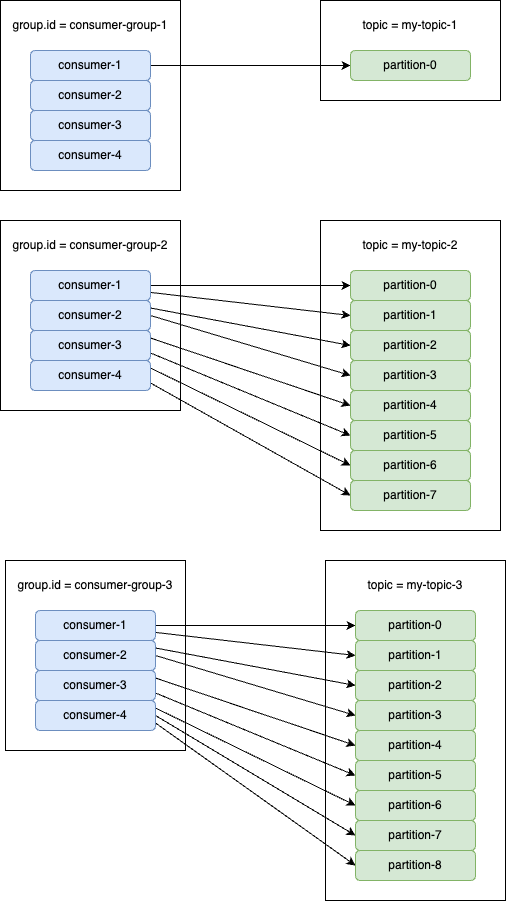 group.id = consumer-group-1
consumer-1
consumer-2
consumer-3
consumer-4
topic = my-topic-1
partition-0
group.id = consumer-group-2
consumer-1
consumer-2
consumer-3
consumer-4
topic = my-topic-2
partition-0
partition-1
partition-2
partition-3
partition-4
partition-5
partition-6
partition-7
group.id = consumer-group-3
consumer-1
consumer-2
consumer-3
consumer-4
topic = my-topic-3
partition-0
partition-1
partition-2
partition-3
partition-4
partition-5
partition-6
partition-7
partition-8